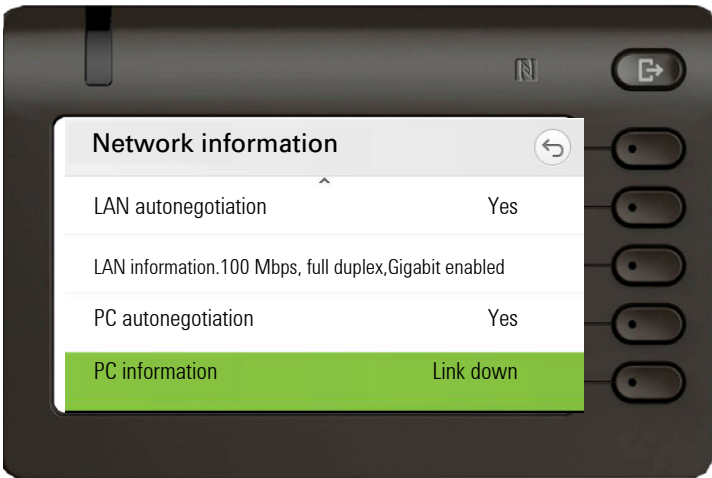 Network information
LAN autonegotiation Yes
LAN information.100 Mbps, full duplex,Gigabit enabled
PC autonegotiation Yes
PC information Link down